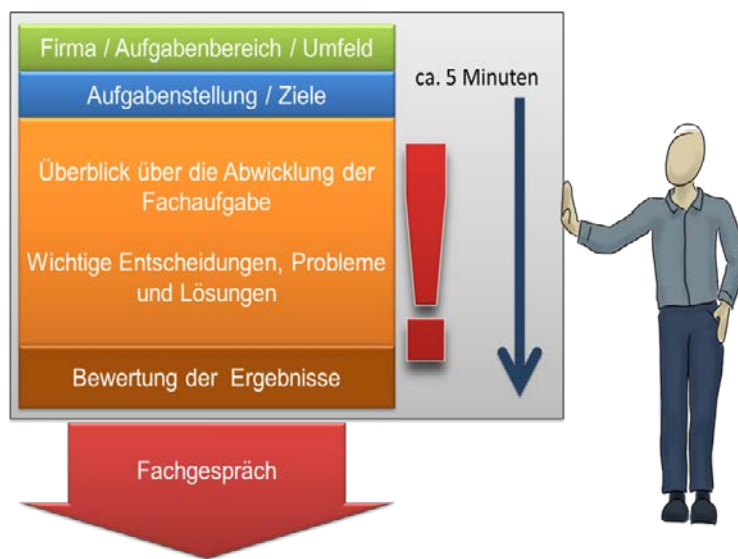 Firma / Aufgabenbereich / Umfeld
ca. 5 Minuten
Aufgabenstellung / Ziele
Überblick über die Abwicklung der
Fachaufgabe
Wichtige Entscheidungen, Probleme
und Lösungen
!
Bewertung der Ergebnisse
Fachgespräch